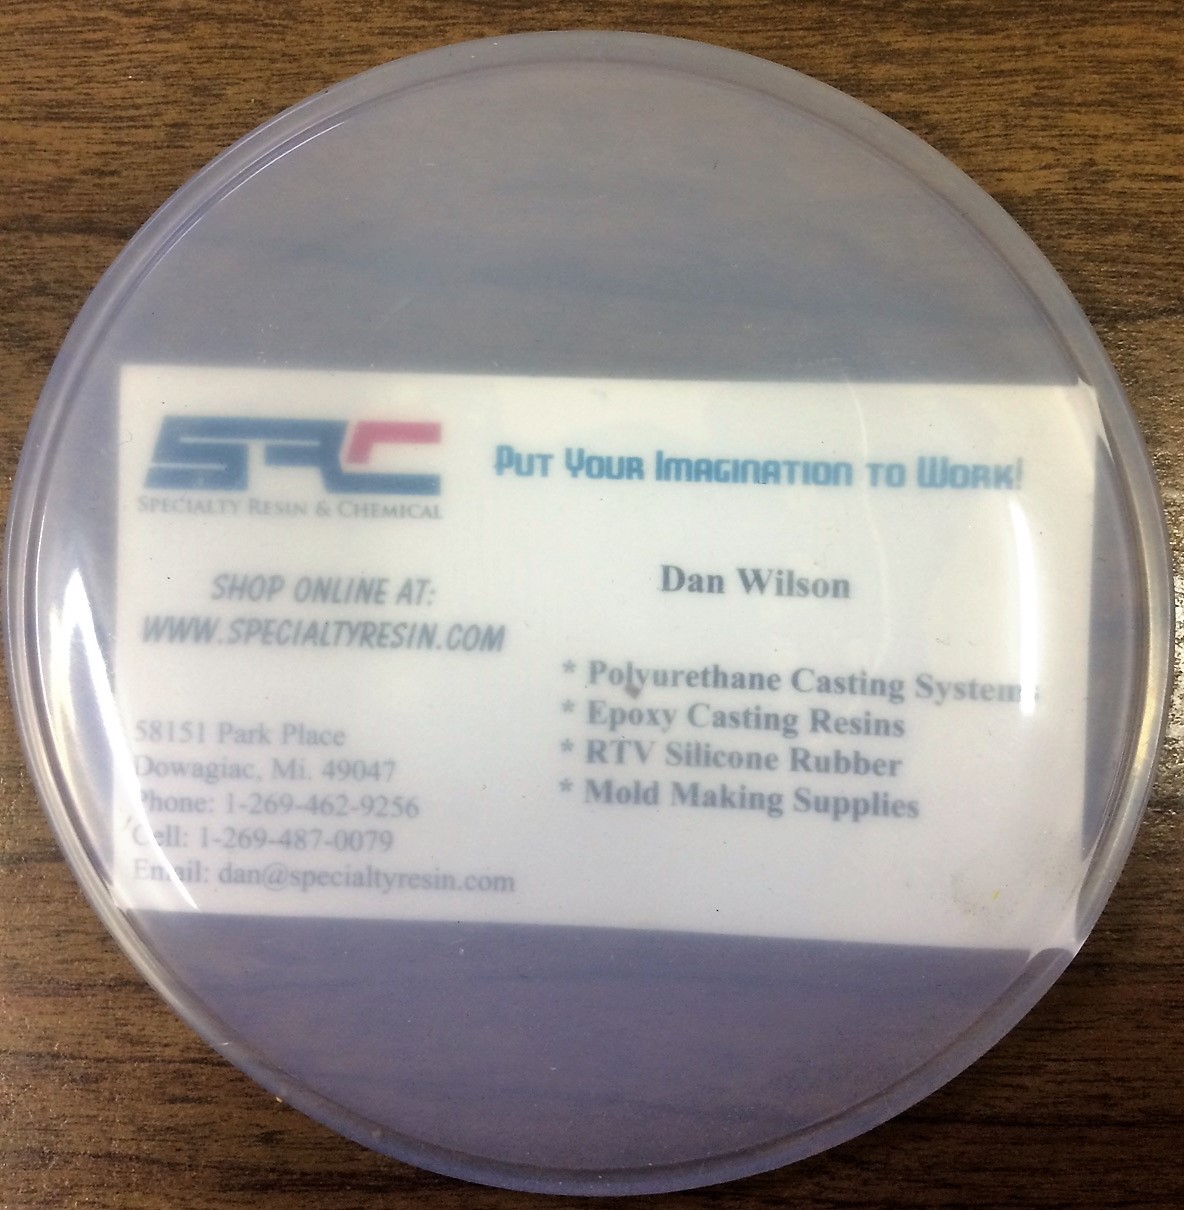 SRC
SPECIALTY RESIN & CHEMICAL
PUT YOUR IMAGINATION TO WORK!
SHOP ONLINE AT:
WWW.SPECIALTYRESIN.COM
Dan Wilson
* Polyurethane Casting Systems
* Epoxy Casting Resins
* RTV Silicone Rubber
* Mold Making Supplies
58151 Park Place
Dowagiac, Mi. 49047
Phone: 1-269-462-9256
Cell: 1-269-487-0079
Email: dan@specialtyresin.com